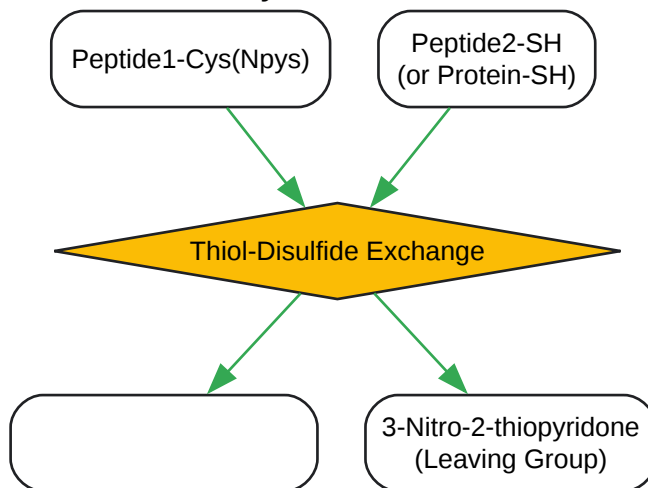 Peptide1-Cys(Npys)
Peptide2-SH
(or Protein-SH)
Thiol-Disulfide Exchange
3-Nitro-2-thiopyridone
(Leaving Group)